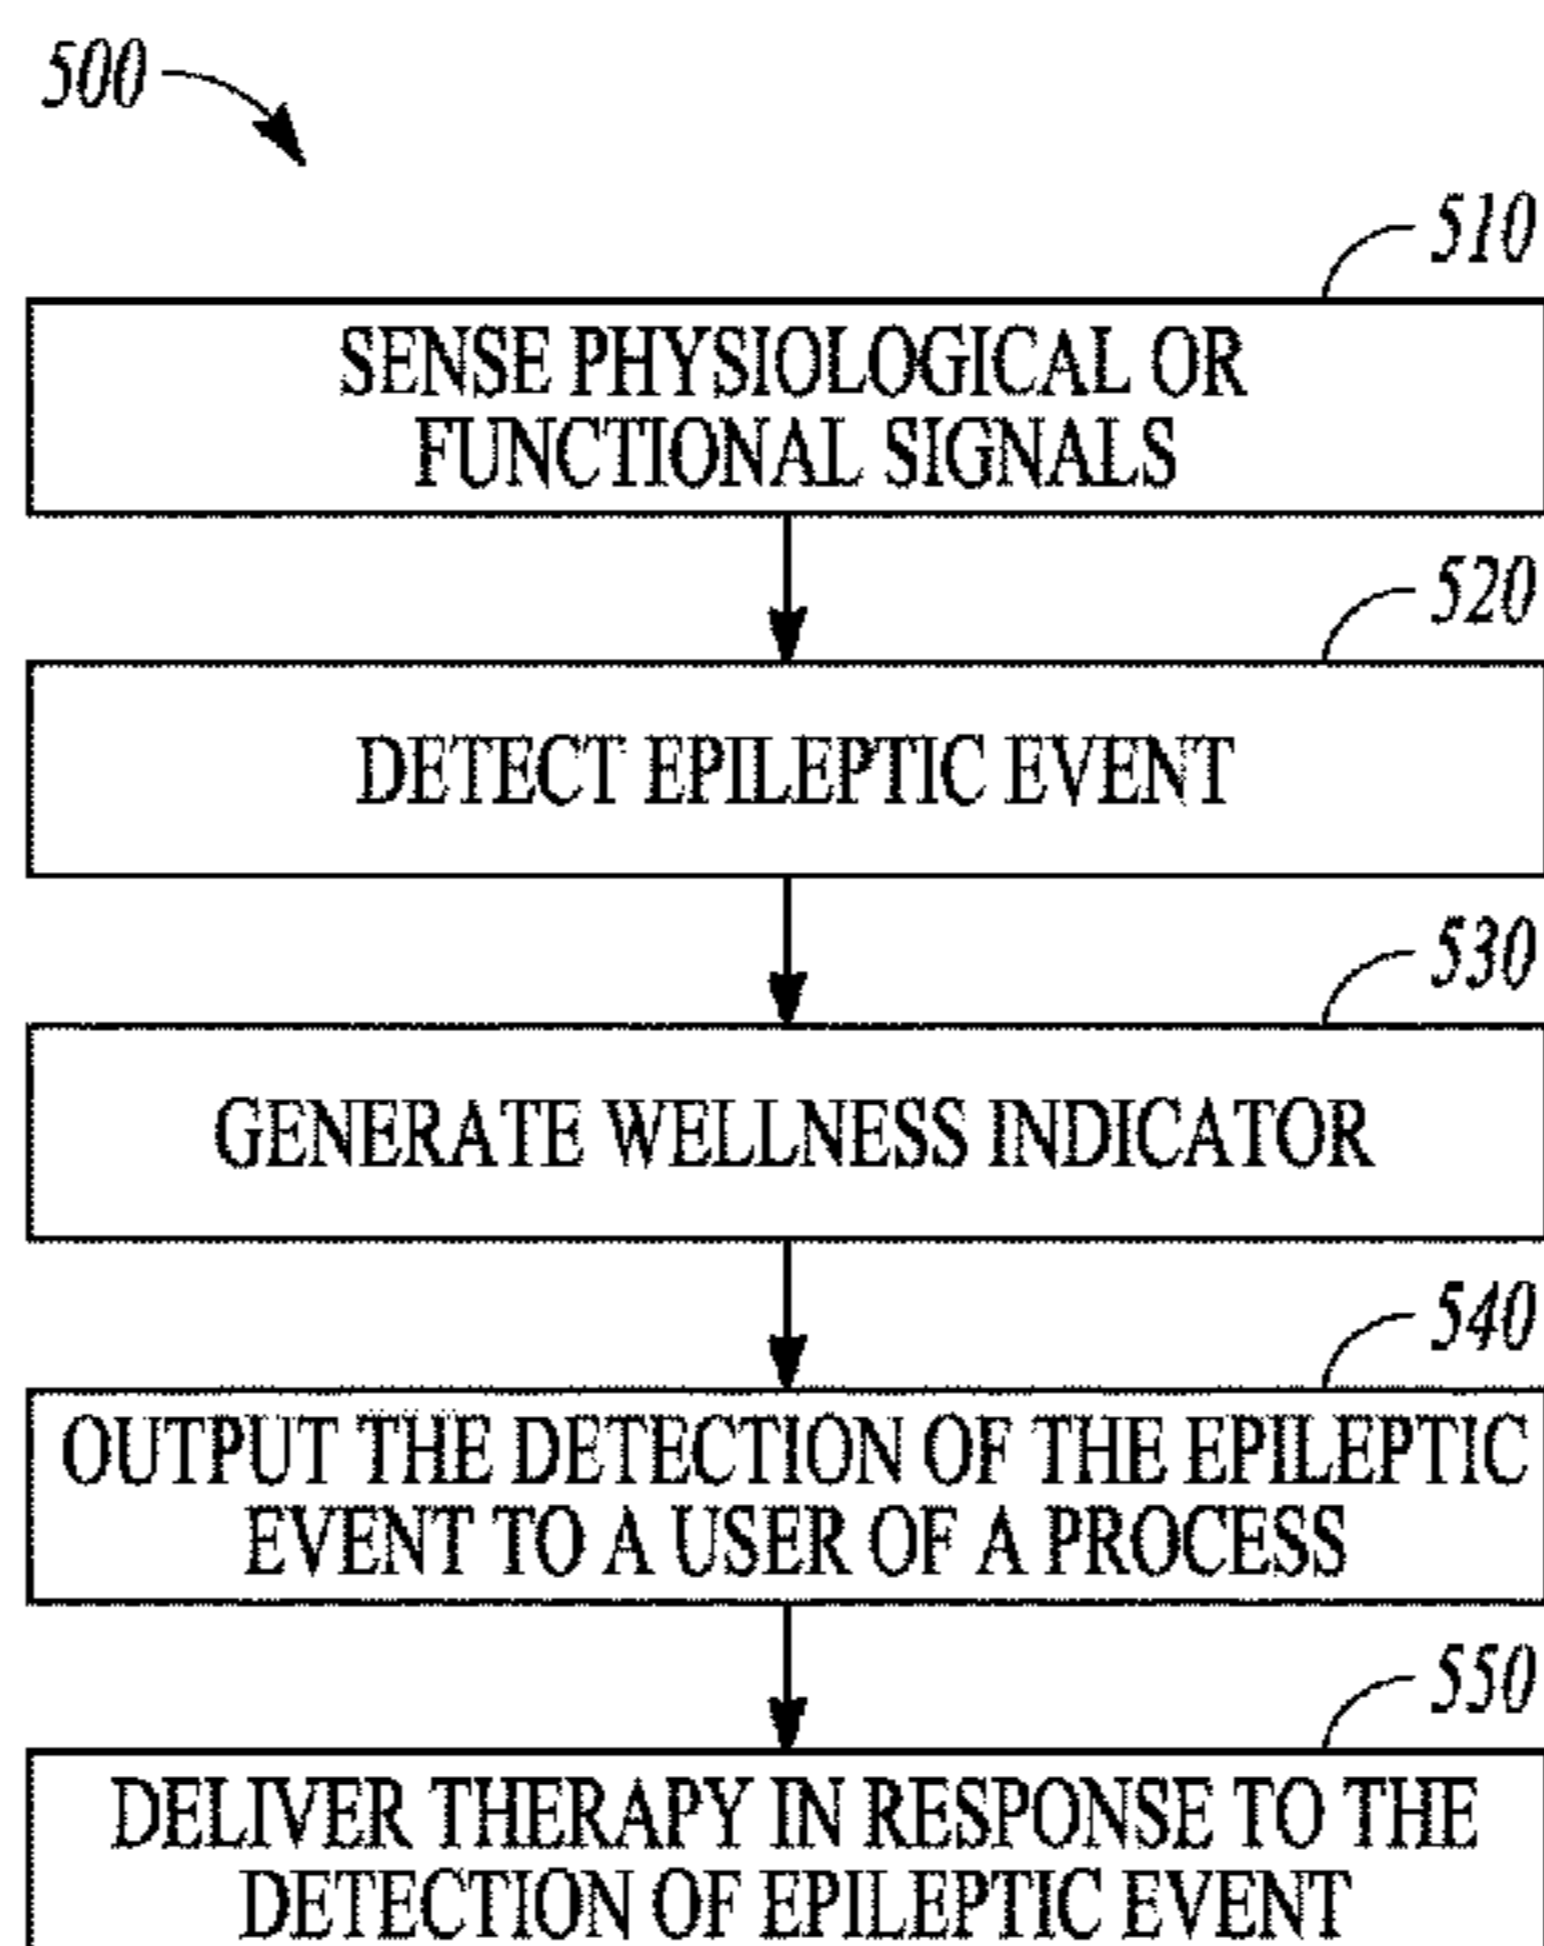 500
510
SENSE PHYSIOLOGICAL OR
FUNCTIONAL SIGNALS
520
DETECT EPILEPTIC EVENT
530
GENERATE WELLNESS INDICATOR
540
OUTPUT THE DETECTION OF THE EPILEPTIC
EVENT TO A USER OF A PROCESS
550
DELIVER THERAPY IN RESPONSE TO THE
DETECTION OF EPILEPTIC EVENT